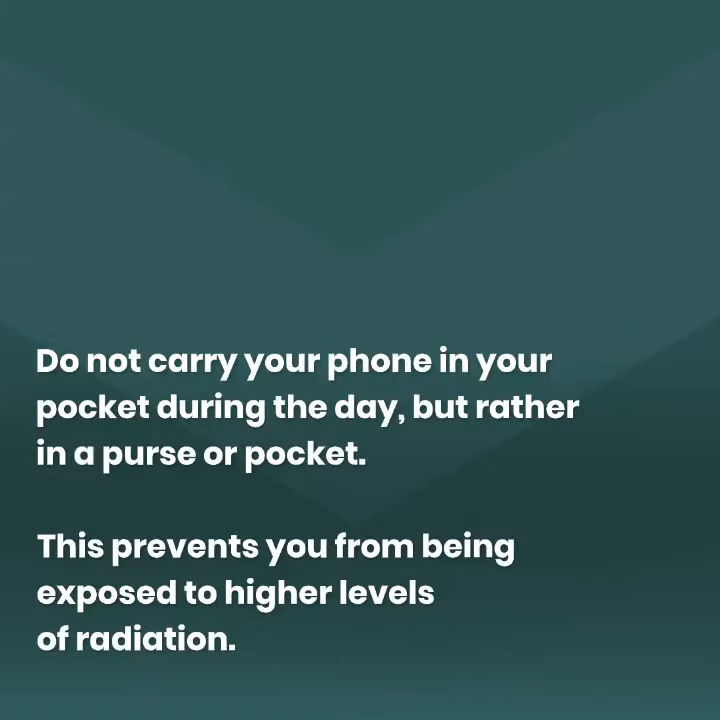 Do not carry your phone in your
pocket during the day, but rather
in a purse or pocket.
This prevents you from being
exposed to higher levels
of radiation.